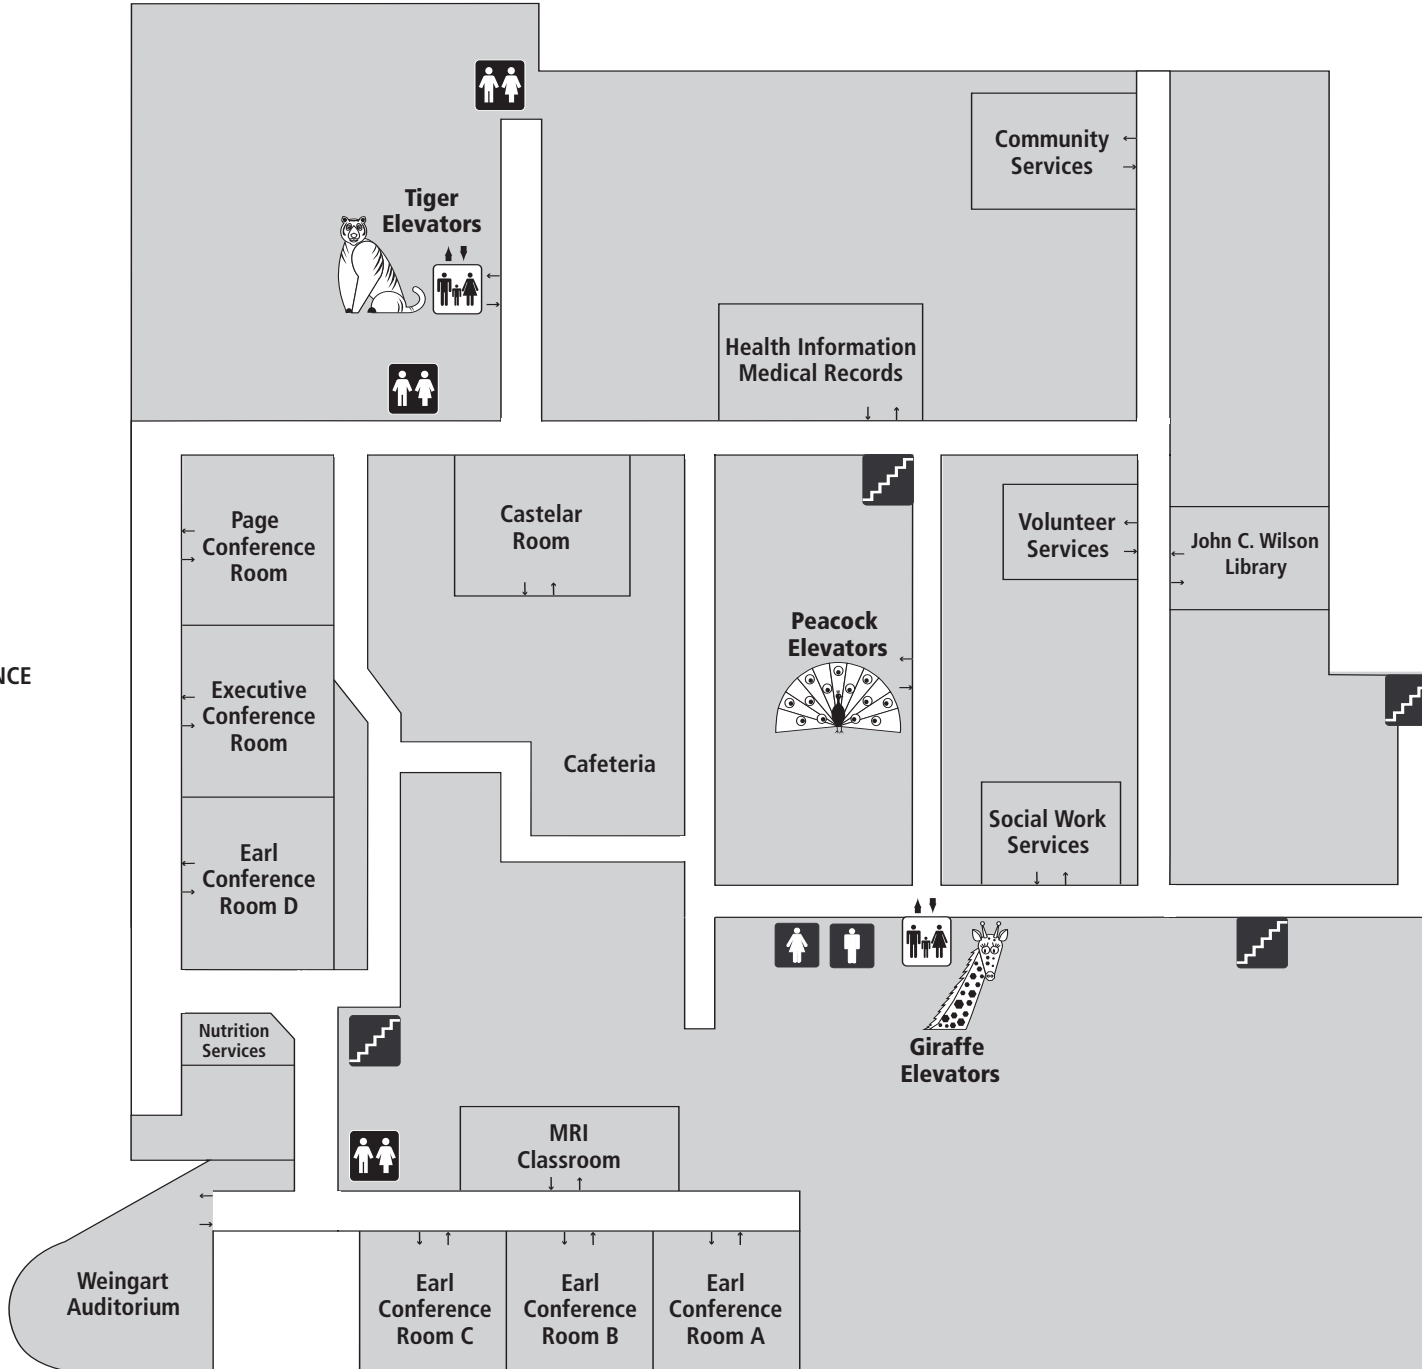 Community
Services
Tiger
Elevators
Health Information
Medical Records
Page
Conference
Room
Castelar
Room
Volunteer
Services
John C. Wilson
Library
Peacock
Elevators
NCE
Executive
Conference
Room
Cafeteria
Social Work
Services
Earl
Conference
Room D
Nutrition
Services
Giraffe
Elevators
MRI
Classroom
Weingart
Auditorium
Earl
Conference
Room C
Earl
Conference
Room B
Earl
Conference
Room A